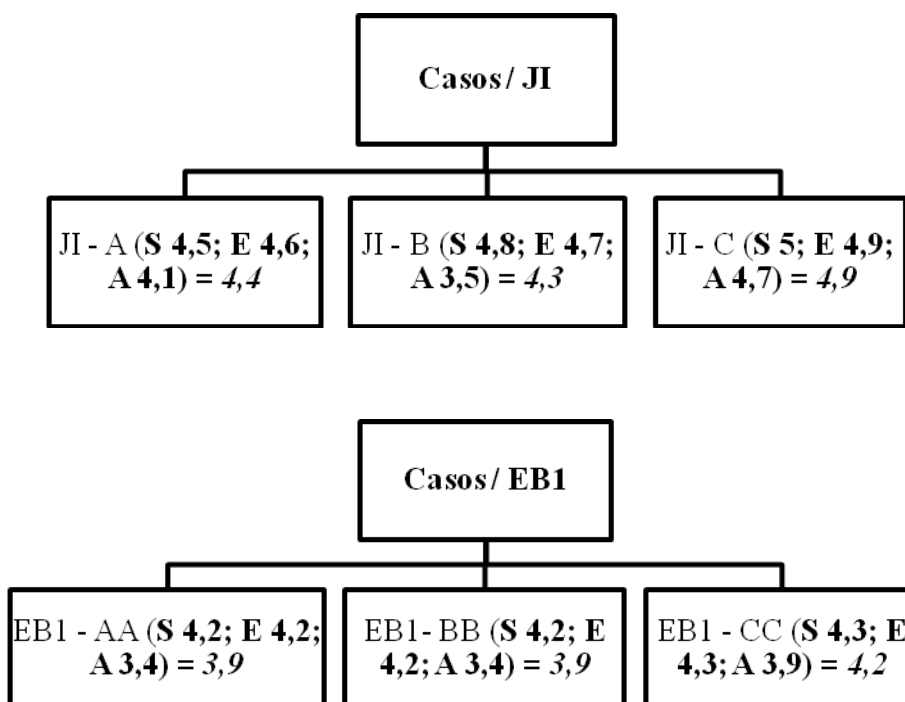 Casos / JI
JI - A (S 4,5; E 4,6;
A 4,1) = 4,4
JI - B (S 4,8; E 4,7;
A 3,5) = 4,3
JI - C (S 5; E 4,9;
A 4,7) = 4,9
Casos / EB1
EB1 - AA (S 4,2; E 4,2;
A 3,4) = 3,9
EB1- BB (S 4,2; E
4,2; A 3,4) = 3,9
EB1 - CC (S 4,3; E
4,3; A 3,9) = 4,2